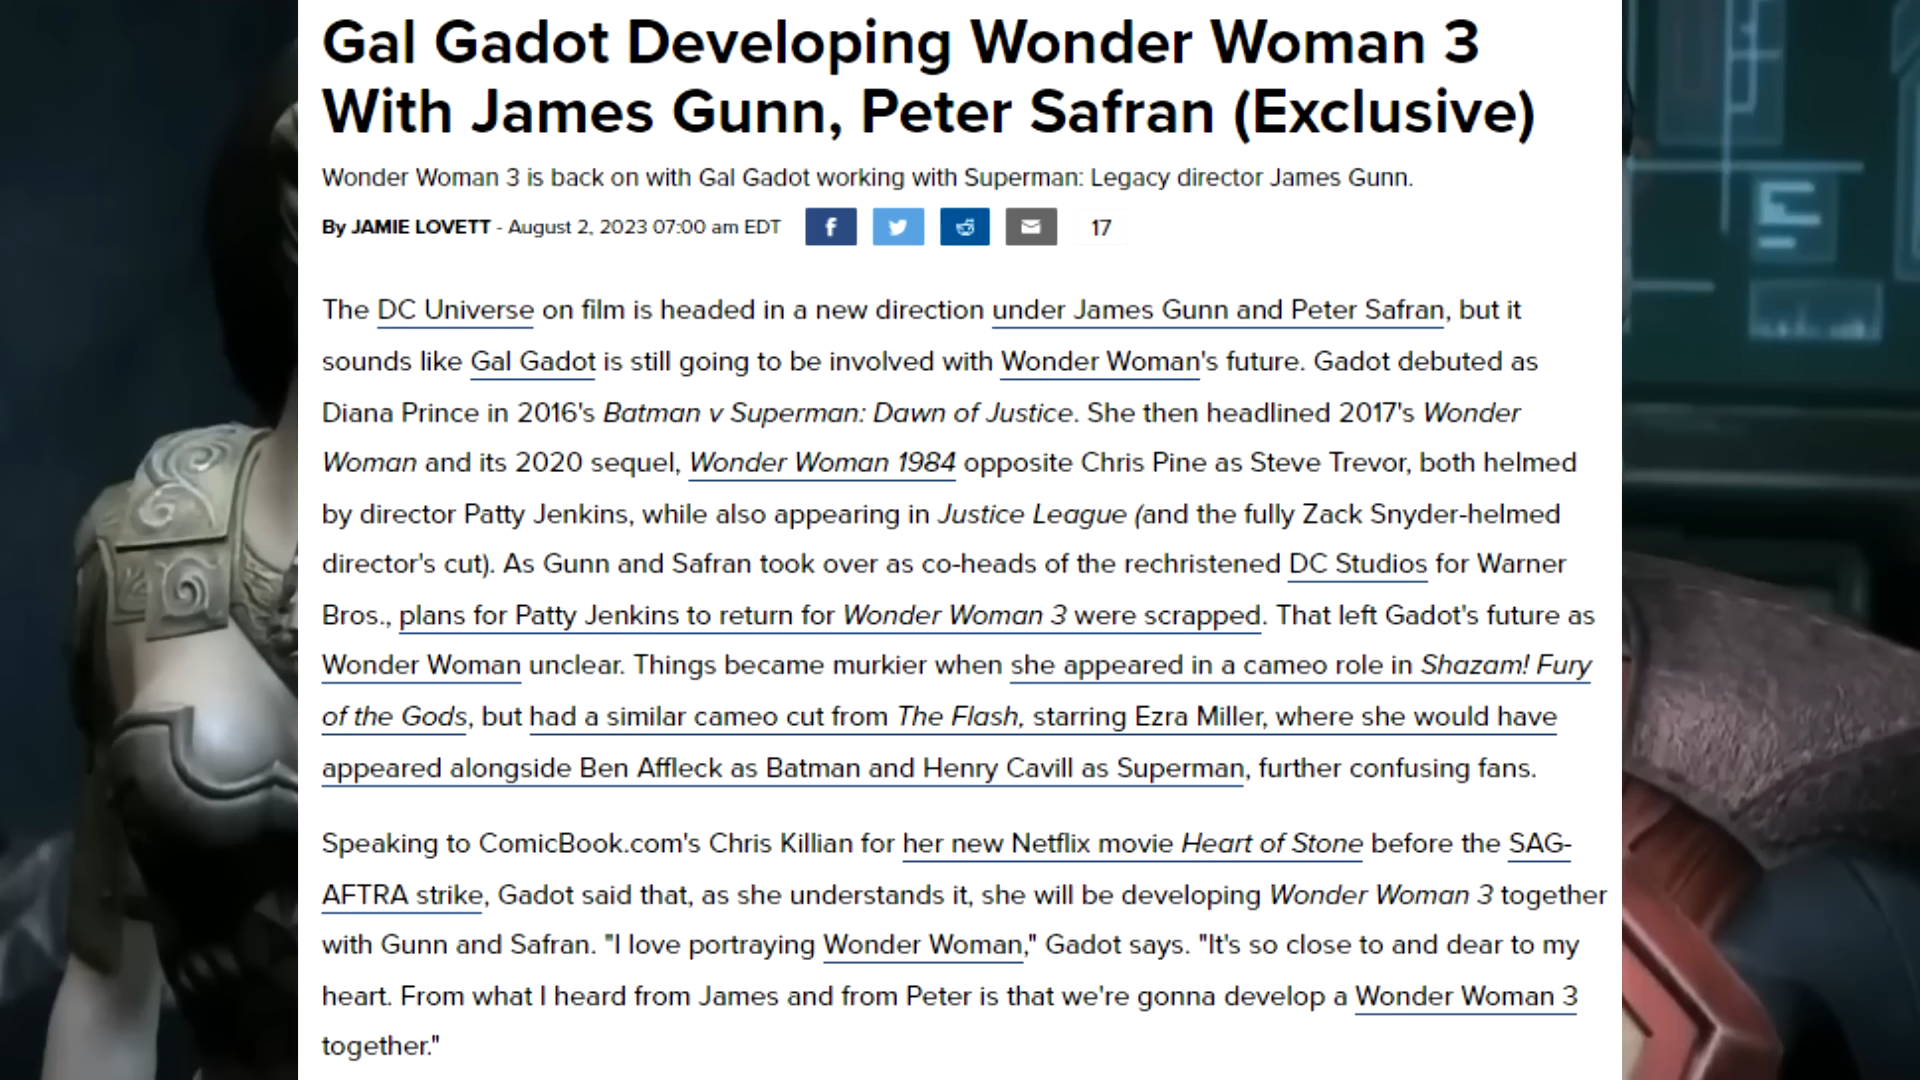 Gal Gadot Developing Wonder Woman 3
With James Gunn, Peter Safran (Exclusive)
Wonder Woman 3 is back on with Gal Gadot working with Superman: Legacy director James Gunn.
By JAMIE LOVETT - August 2, 2023 07:00 am EDT f 17
The DC Universe on film is headed in a new direction under James Gunn and Peter Safran, but it
sounds like Gal Gadot is still going to be involved with Wonder Woman's future. Gadot debuted as
Diana Prince in 2016's Batman v Superman: Dawn of Justice. She then headlined 2017's Wonder
Woman and its 2020 sequel, Wonder Woman 1984 opposite Chris Pine as Steve Trevor, both helmed
by director Patty Jenkins, while also appearing in Justice League (and the fully Zack Snyder-helmed
director's cut). As Gunn and Safran took over as co-heads of the rechristened DC Studios for Warner
Bros., plans for Patty Jenkins to return for Wonder Woman 3 were scrapped. That left Gadot's future as
Wonder Woman unclear. Things became murkier when she appeared in a cameo role in Shazam! Fury
of the Gods, but had a similar cameo cut from The Flash, starring Ezra Miller, where she would have
appeared alongside Ben Affleck as Batman and Henry Cavill as Superman, further confusing fans.
Speaking to ComicBook.com's Chris Killian for her new Netflix movie Heart of Stone before the SAG-
AFTRA strike, Gadot said that, as she understands it, she will be developing Wonder Woman 3 together
with Gunn and Safran. "I love portraying Wonder Woman," Gadot says. "It's so close to and dear to my
heart. From what I heard from James and from Peter is that we're gonna develop a Wonder Woman 3
together."